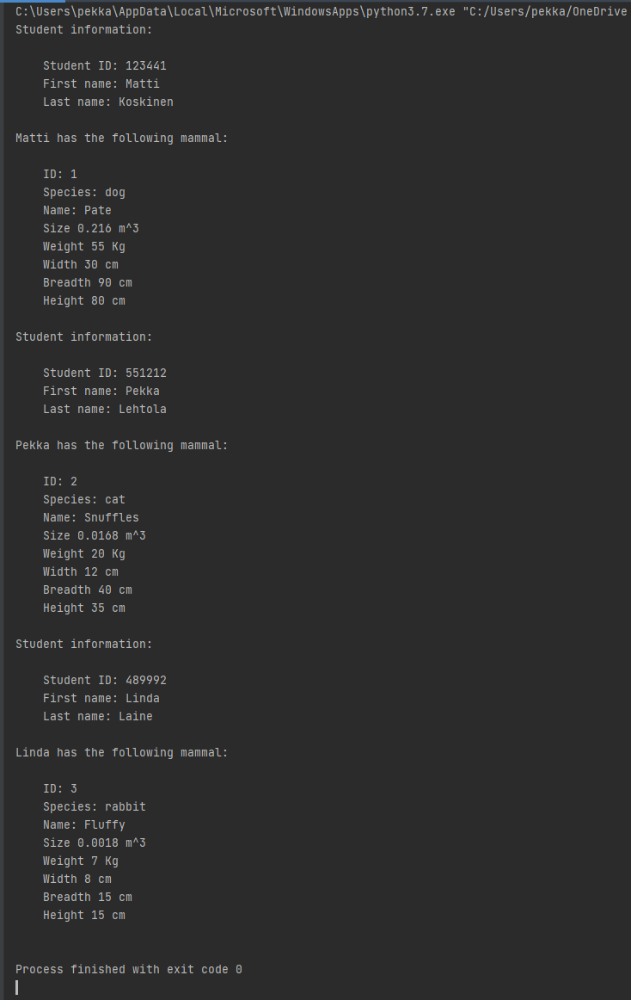 C:\Users\pekka\AppData\Local\Microsoft\WindowsApps\python3.7.exe "C:/Users/pekka/OneDrive
Student information:
Student ID: 123441
First name: Matti
Last name: Koskinen
Matti has the following mammal:
ID: 1
Species: dog
Name: Pate
Size 0.216 m^3
Weight 55 Kg
Width 30 cm
Breadth 90 cm
Height 80 cm
Student information:
Student ID: 551212
First name: Pekka
Last name: Lehtola
Pekka has the following mammal:
ID: 2
Species: cat
Name: Snuffles
Size 0.0168 m^3
Weight 20 Kg
Width 12 cm
Breadth 40 cm
Height 35 cm
Student information:
Student ID: 489992
First name: Linda
Last name: Laine
Linda has the following mammal:
ID: 3
Species: rabbit
Name: Fluffy
Size 0.0018 m^3
Weight 7 Kg
Width 8 cm
Breadth 15 cm
Height 15 cm
Process finished with exit code 0